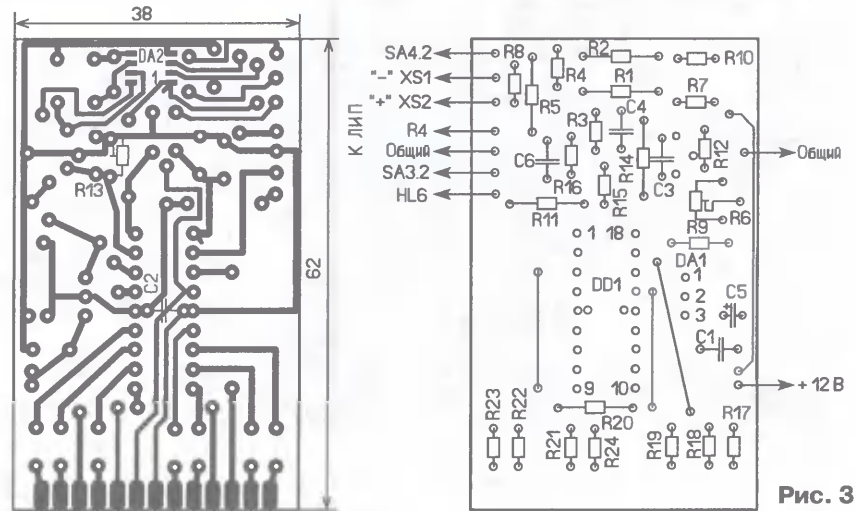 38
DA2
1
R13
C2
62
К ЛИП
SA4.2
"–" XS1
"+" XS2
R4
Общий
SA3.2
HL6
R8
R4
R2
R10
R1
R7
R5
C4
R3
R12
Общий
C6
R16
R14
C3
R15
R6
R11
R9
DA1
1 18
DD1
1
2
3
C5
C1
+ 12 В
9 10
R20
R23
R22
R21
R24
R19
R18
R17
Рис. 3